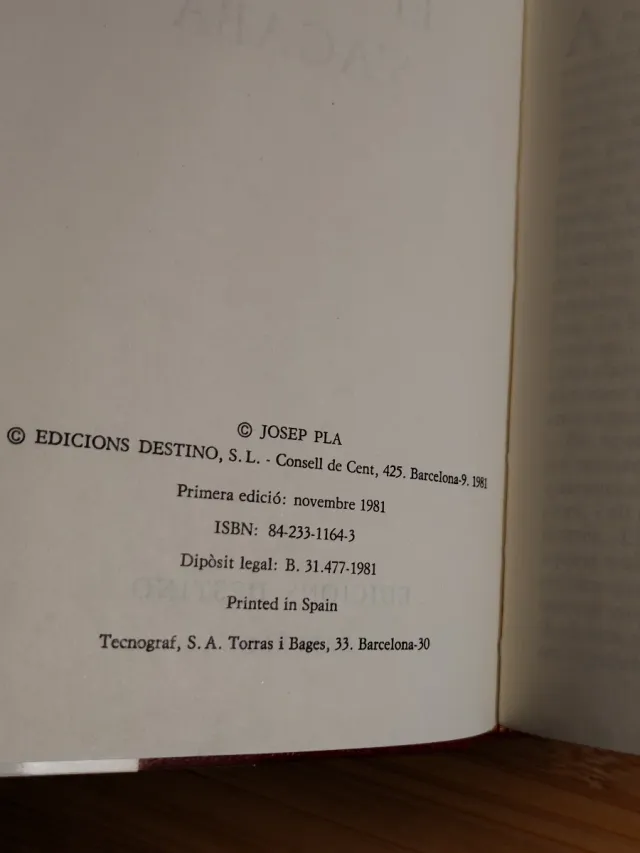 © JOSEP PLA
© EDICIONS DESTINO, S.L. - Consell de Cent, 425. Barcelona-9. 1981
Primera edició: novembre 1981
ISBN: 84-233-1164-3
Dipòsit legal: B. 31.477-1981
Printed in Spain
Tecnograf, S.A. Torras i Bages, 33. Barcelona-30